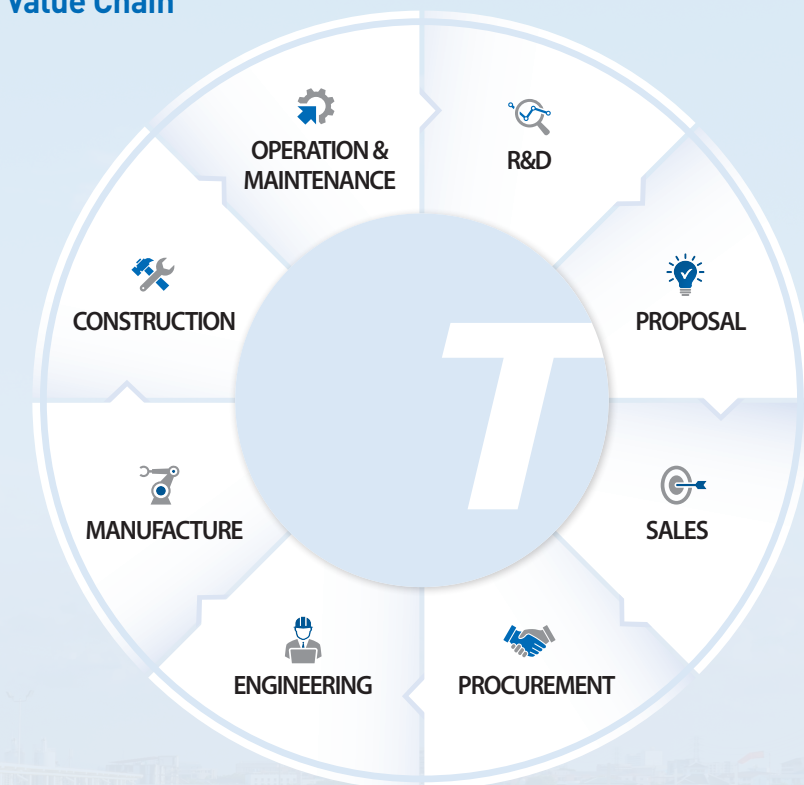 Value Chain
OPERATION &
MAINTENANCE
R&D
CONSTRUCTION
PROPOSAL
T
MANUFACTURE
SALES
ENGINEERING
PROCUREMENT